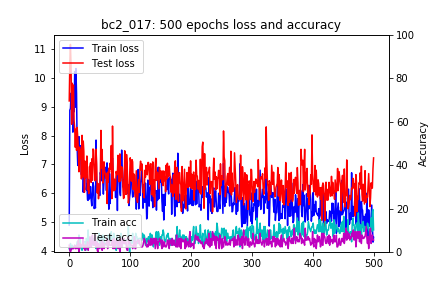 bc2_017: 500 epochs loss and accuracy
Train loss
Test loss
Train acc
Test acc
Loss
Accuracy
11
10
9
8
7
6
5
4
100
80
60
40
20
0
0
100
200
300
400
500